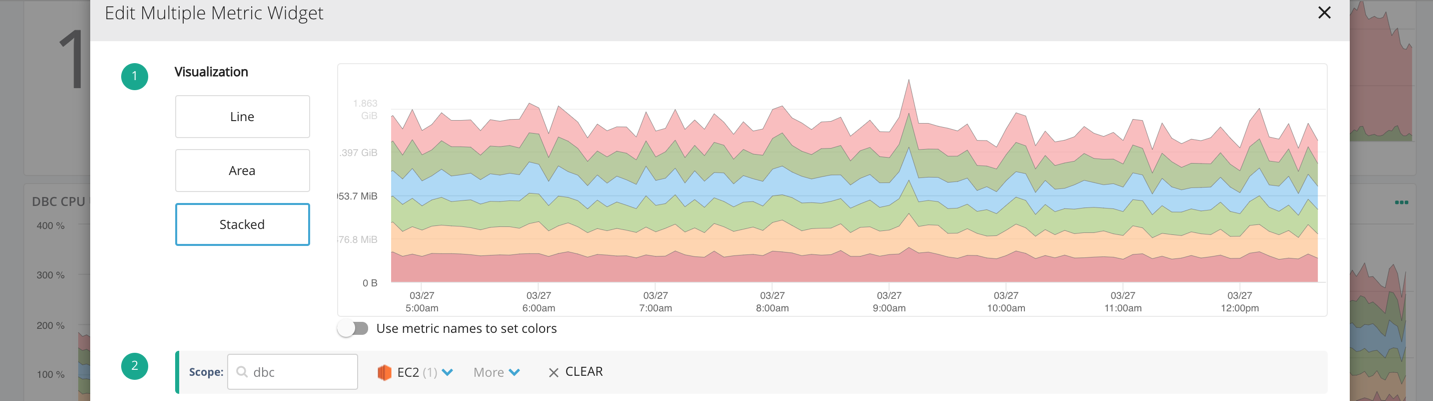 Edit Multiple Metric Widget
1
1
Visualization
Line
Area
Stacked
1.863
GiB
.397 GiB
953.7 MiB
476.8 MiB
0 B
03/27 03/27 03/27 03/27 03/27 03/27 03/27 03/27
5:00am 6:00am 7:00am 8:00am 9:00am 10:00am 11:00am 12:00pm
Use metric names to set colors
DBC CPU
400 %
300 %
200 %
100 %
2
Scope: dbc EC2 (1) More CLEAR